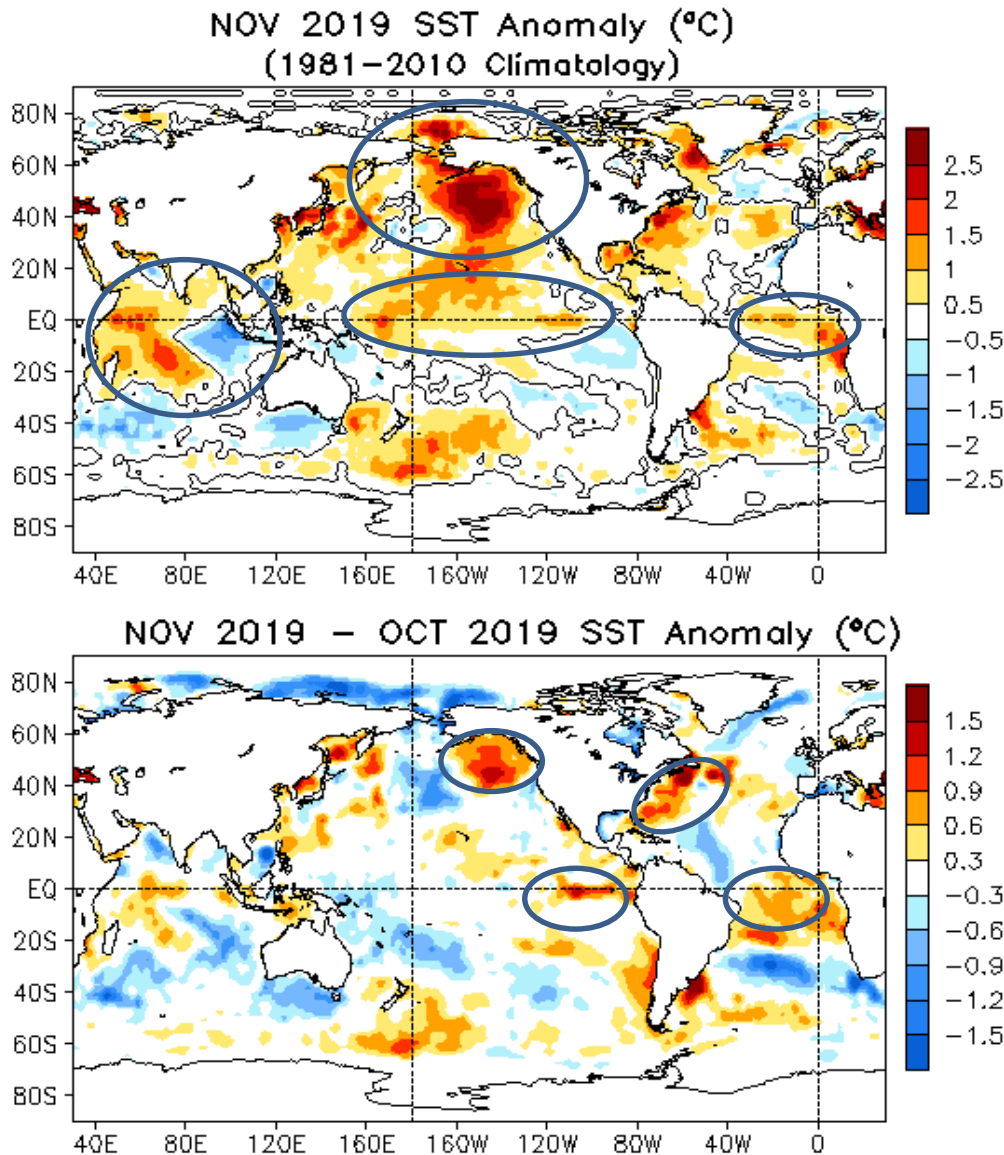 NOV 2019 SST Anomaly (°C)
(1981-2010 Climatology)
80N
60N
40N
20N
EQ
20S
40S
60S
80S
40E 80E 120E 160E 160W 120W 80W 40W 0
2.5
2
1.5
1
0.5
-0.5
-1
-1.5
-2
-2.5
NOV 2019 - OCT 2019 SST Anomaly (°C)
80N
60N
40N
20N
EQ
20S
40S
60S
80S
40E 80E 120E 160E 160W 120W 80W 40W 0
1.5
1.2
0.9
0.6
0.3
-0.3
-0.6
-0.9
-1.2
-1.5